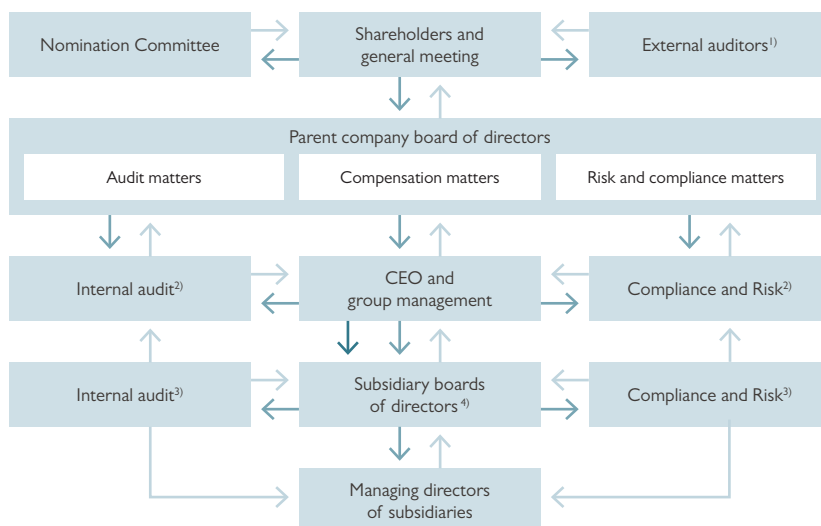 Nomination Committee
Shareholders and
general meeting
External auditors1)
Parent company board of directors
Audit matters
Compensation matters
Risk and compliance matters
Internal audit2)
CEO and
group management
Compliance and Risk2)
Internal audit3)
Subsidiary boards
of directors 4)
Compliance and Risk3)
Managing directors
of subsidiaries